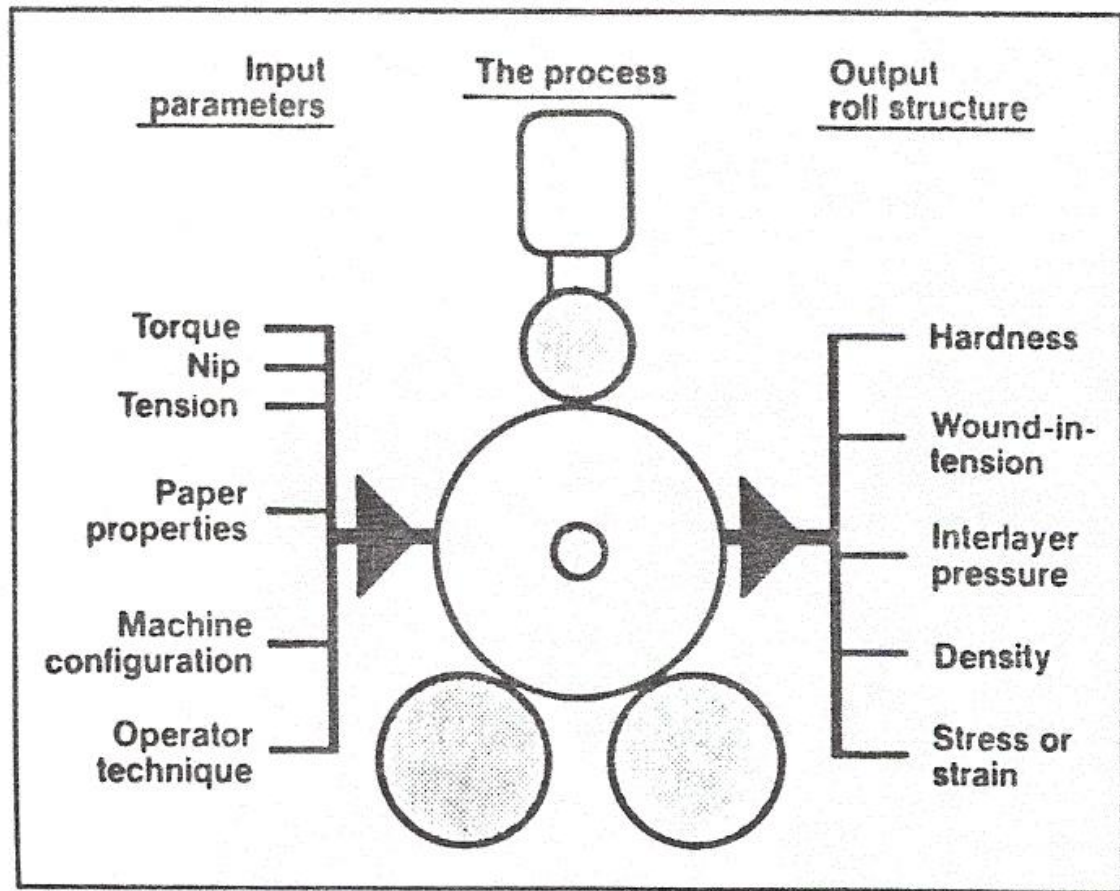 Input
parameters
The process
Output
roll structure
Torque
Nip
Tension
Paper
properties
Machine
configuration
Operator
technique
Hardness
Wound-in-
tension
Interlayer
pressure
Density
Stress or
strain